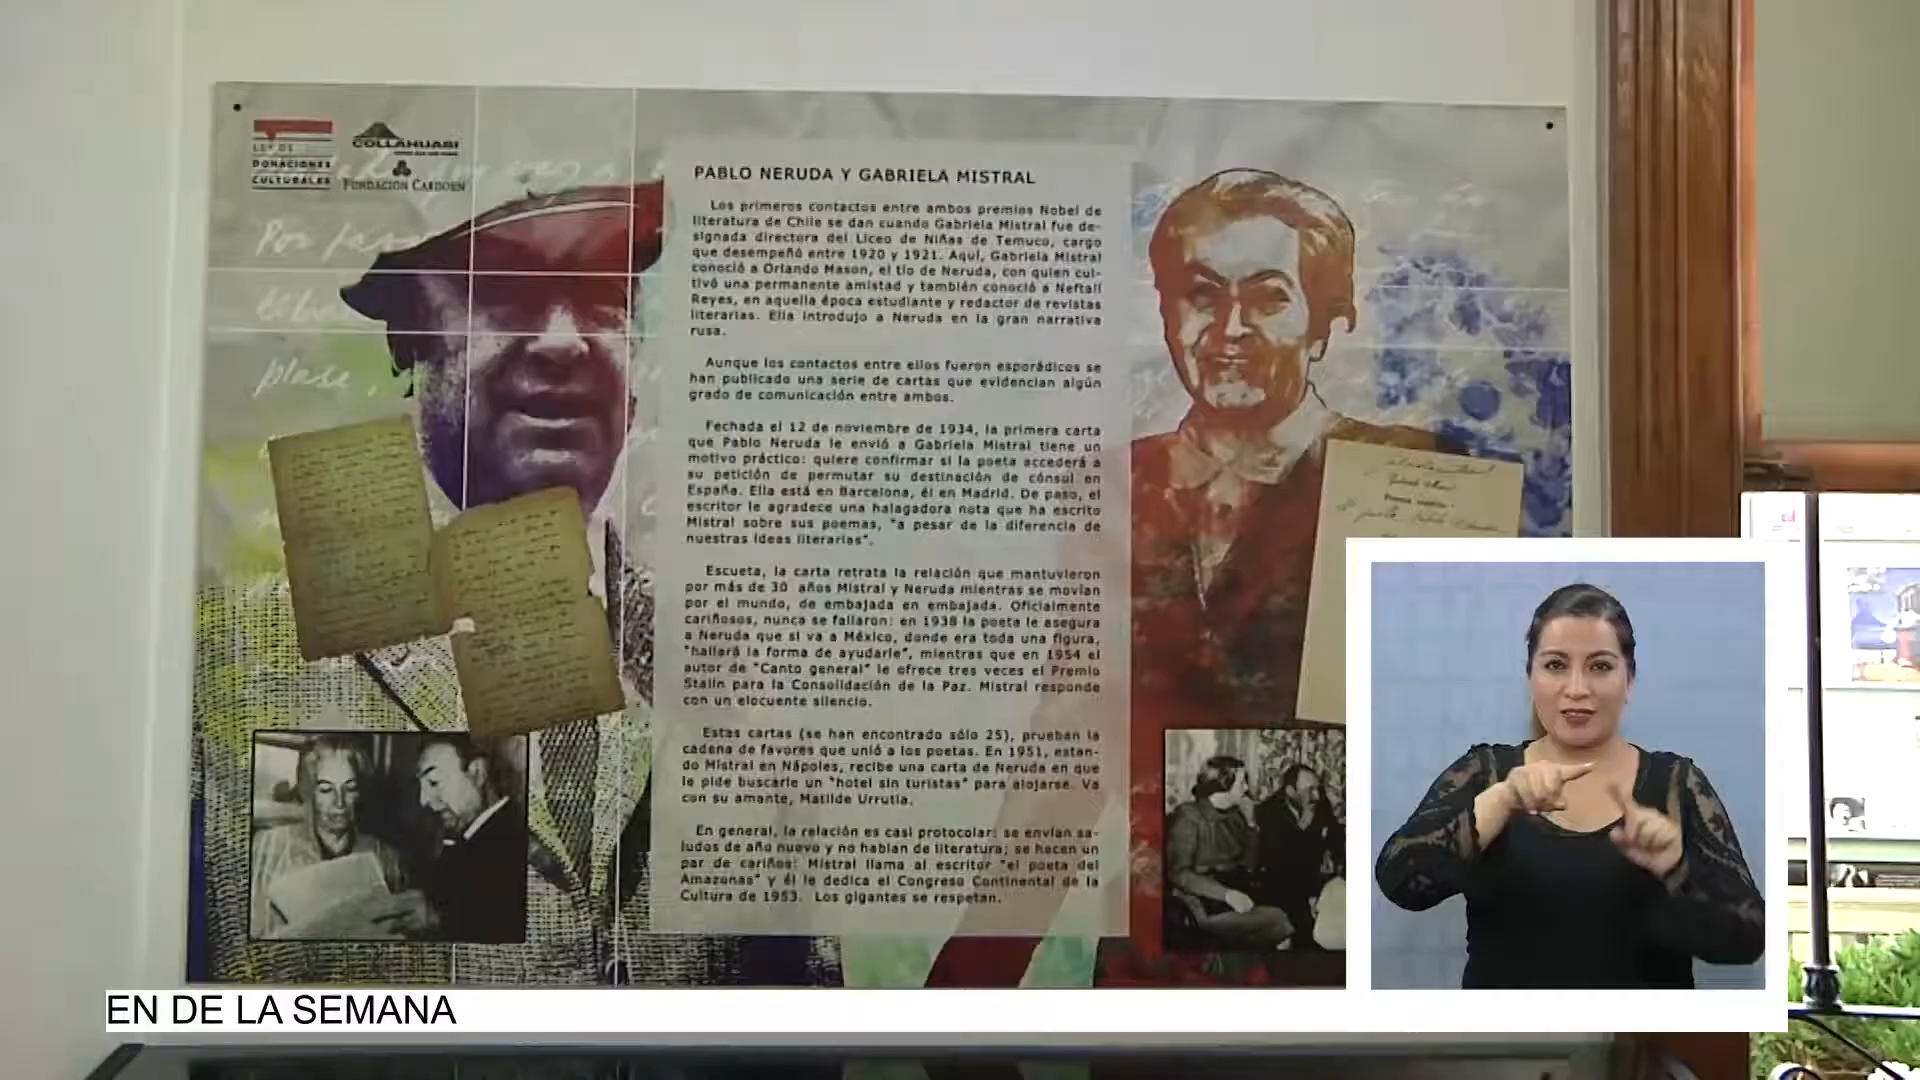 LEY DE
DONACIONES
CULTURALES
COLLAHUASI
FUNDACIÓN CARDOEN
PABLO NERUDA Y GABRIELA MISTRAL
Los primeros contactos entre ambos premios Nobel de
literatura de Chile se dan cuando Gabriela Mistral fue de-
signada directora del Liceo de Niñas de Temuco, cargo
que desempeñó entre 1920 y 1921. Aquí, Gabriela Mistral
conoció a Orlando Mason, el tío de Neruda, con quien cul-
tivó una permanente amistad y también conoció a Neftalí
Reyes, en aquella época estudiante y redactor de revistas
literarias. Ella introdujo a Neruda en la gran narrativa
rusa.
Aunque los contactos entre ellos fueron esporádicos se
han publicado una serie de cartas que evidencian algún
grado de comunicación entre ambos.
Fechada el 12 de noviembre de 1934, la primera carta
que Pablo Neruda le envió a Gabriela Mistral tiene un
motivo práctico: quiere confirmar si la poeta accederá a
su petición de permutar su destinación de cónsul en
España. Ella está en Barcelona, él en Madrid. De paso, el
escritor le agradece una halagadora nota que ha escrito
Mistral sobre sus poemas, "a pesar de la diferencia de
nuestras ideas literarias".
Escueta, la carta retrata la relación que mantuvieron
por más de 30 años Mistral y Neruda mientras se movían
por el mundo, de embajada en embajada. Oficialmente
cariñosos, nunca se fallaron: en 1938 la poeta le asegura
a Neruda que si va a México, donde era toda una figura,
"hallará la forma de ayudarle", mientras que en 1954 el
autor de "Canto general" le ofrece tres veces el Premio
Stalin para la Consolidación de la Paz. Mistral responde
con un elocuente silencio.
Estas cartas (se han encontrado sólo 25), prueban la
cadena de favores que unió a los poetas. En 1951, estan-
do Mistral en Nápoles, recibe una carta de Neruda en que
le pide buscarle un "hotel sin turistas" para alojarse. Va
con su amante, Matilde Urrutia.
En general, la relación es casi protocolar: se envían sa-
ludos de año nuevo y no hablan de literatura; se hacen un
par de cariños: Mistral llama al escritor "el poeta del
Amazonas" y él le dedica el Congreso Continental de la
Cultura de 1953. Los gigantes se respetan.
EN DE LA SEMANA